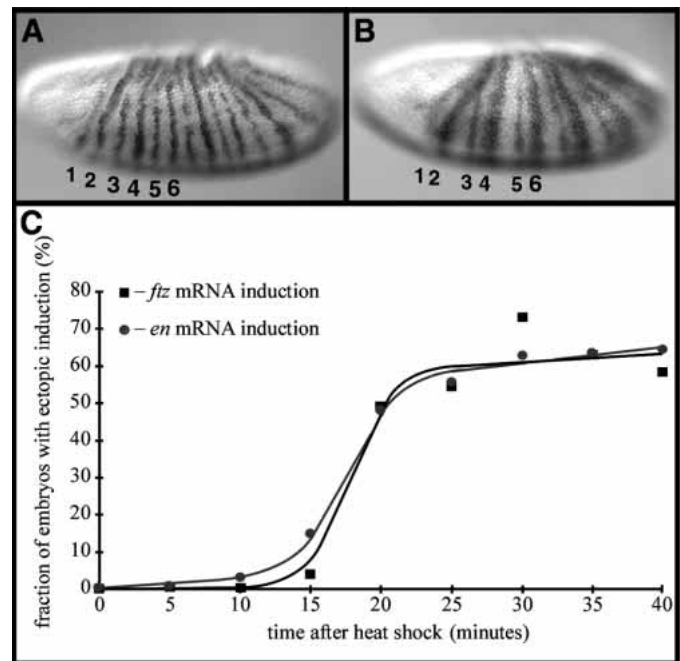 A
B
1 2 3 4 5 6
1 2 3 4 5 6
C
80
70
60
50
40
30
20
10
0
fraction of embryos with ectopic induction (%)
– ftz mRNA induction
– en mRNA induction
0 5 10 15 20 25 30 35 40
time after heat shock (minutes)